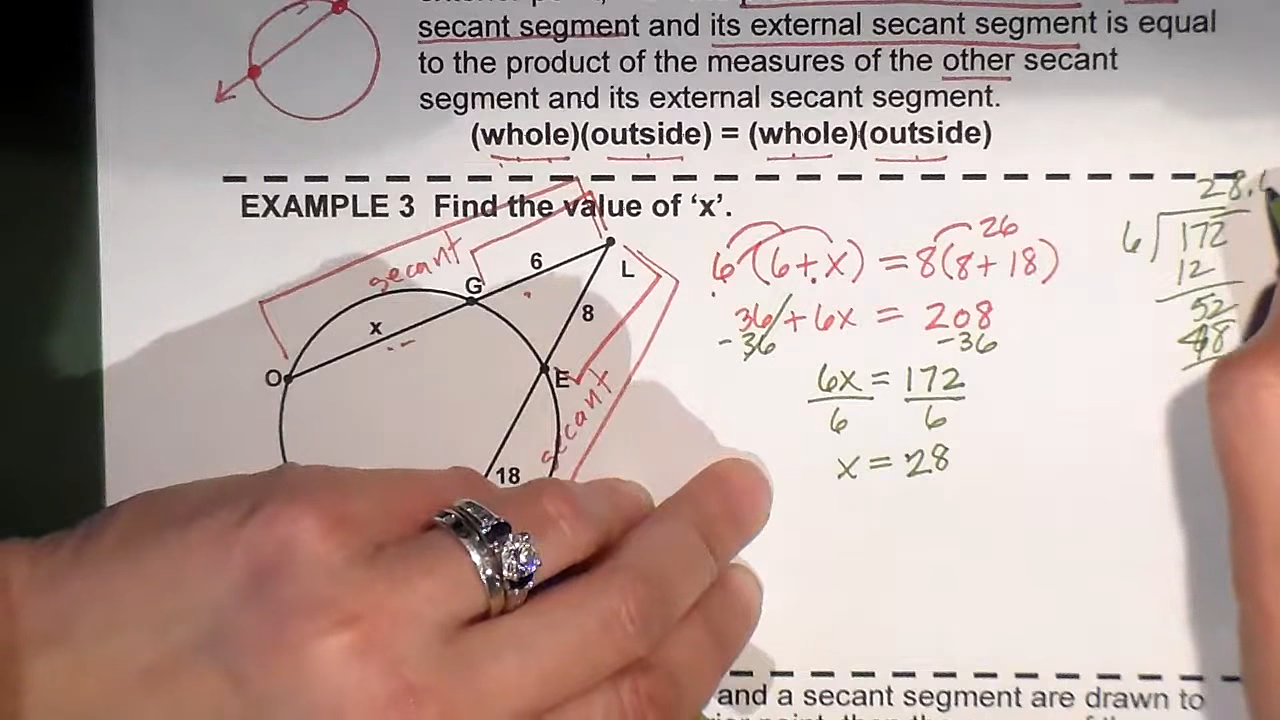 secant segment and its external secant segment is equal
to the product of the measures of the other secant
segment and its external secant segment.
(whole)(outside) = (whole)(outside)
EXAMPLE 3 Find the value of ‘x’.
secant
6
L
G
x
8
O
E
secant
18
26
6(6+x) = 8(8+18)
36+6x = 208
-36 -36
6x = 172
6 6
x = 28
28.
6 172
12
52
48
and a secant segment are drawn to